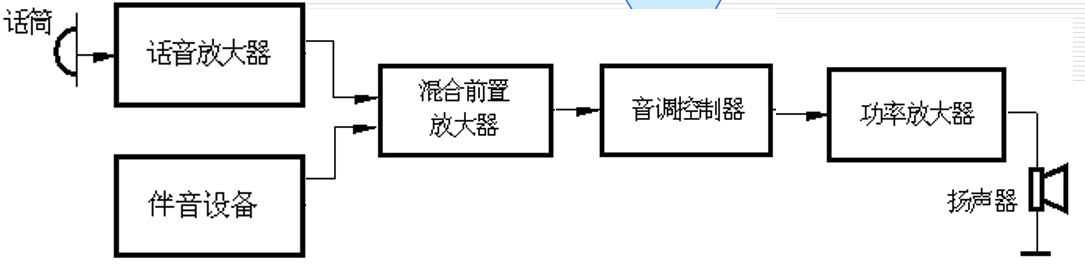 话筒
话音放大器
伴音设备
混合前置
放大器
音调控制器
功率放大器
扬声器